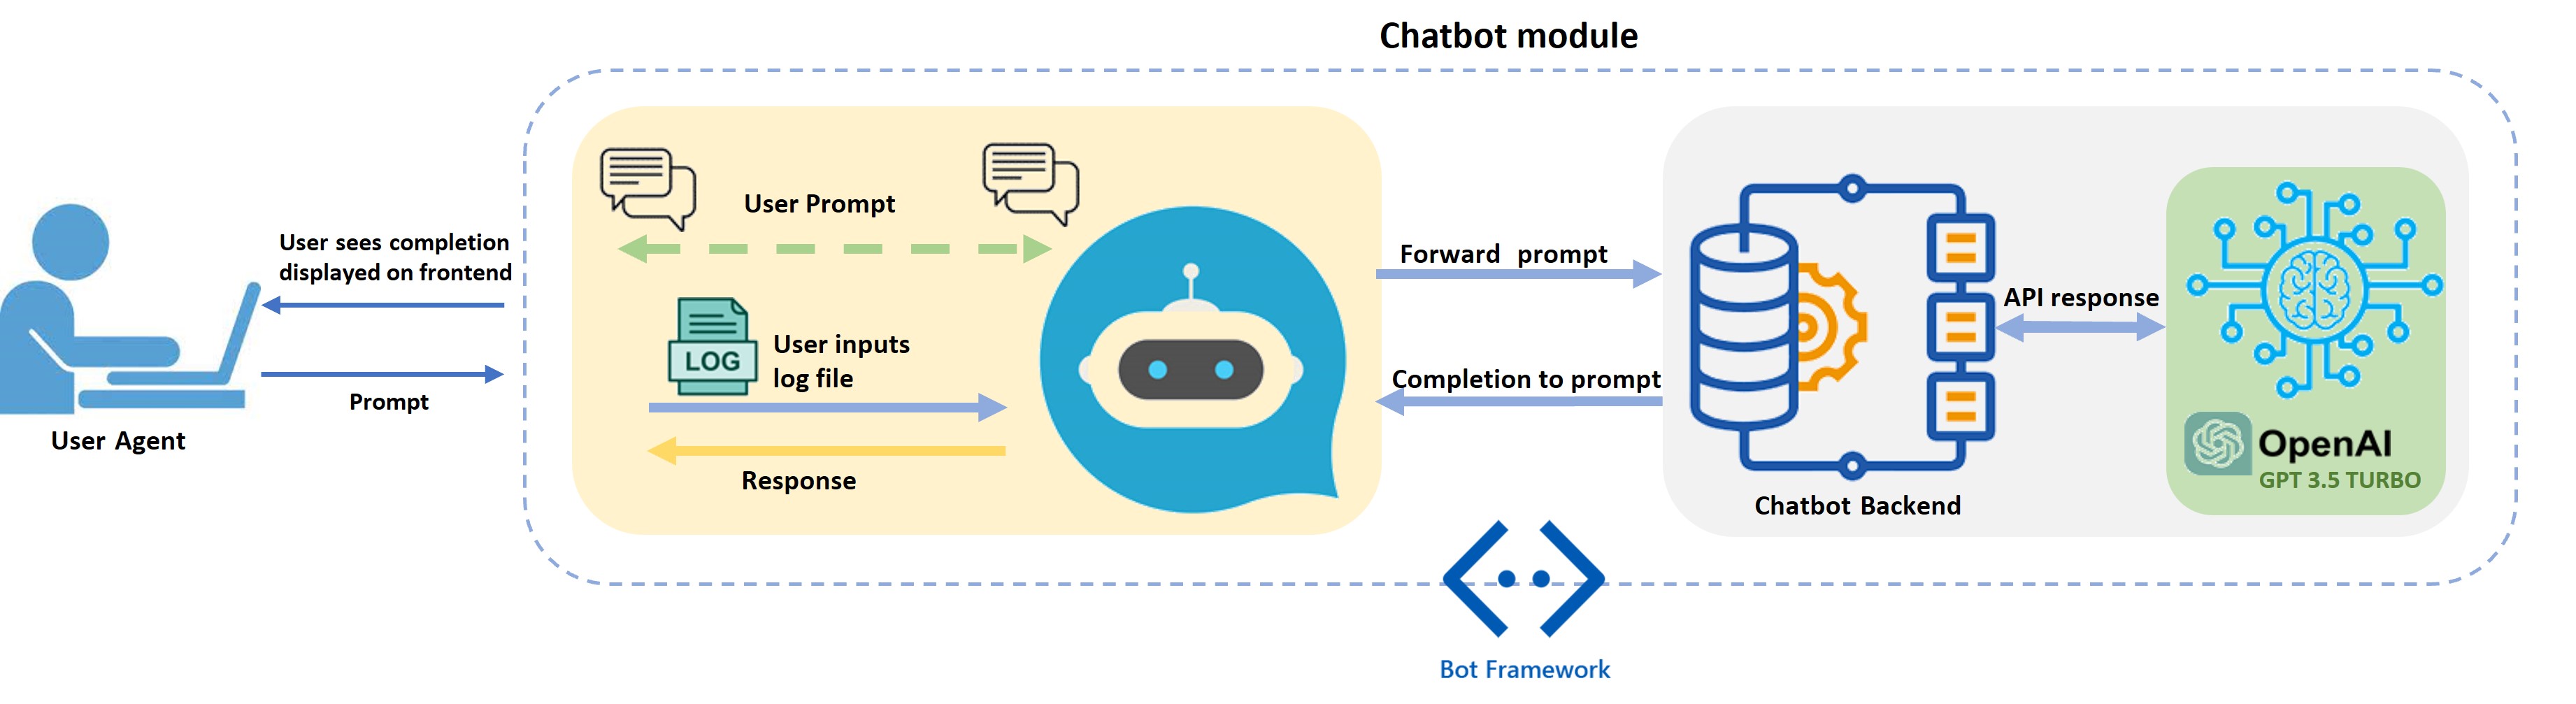 Chatbot module
User sees completion
displayed on frontend
Prompt
User Agent
User Prompt
LOG
User inputs
log file
Response
Forward prompt
Completion to prompt
API response
Chatbot Backend
OpenAI
GPT 3.5 TURBO
Bot Framework